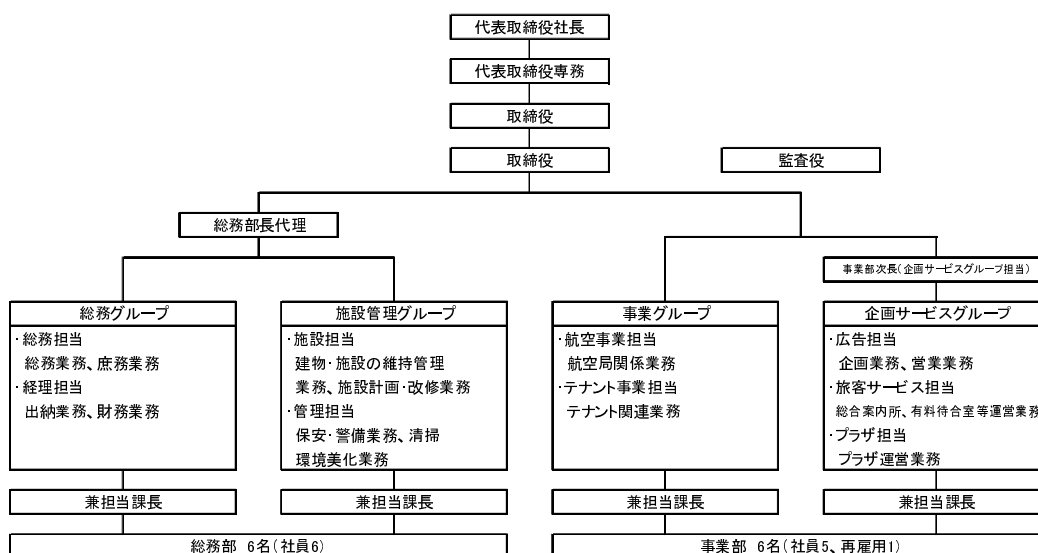 代表取締役社長
代表取締役専務
取締役
取締役
監査役
総務部長代理
事業部次長(企画サービスグループ担当)
総務グループ
・総務担当
総務業務、庶務業務
・経理担当
出納業務、財務業務
施設管理グループ
・施設担当
建物・施設の維持管理
業務、施設計画・改修業務
・管理担当
保安・警備業務、清掃
環境美化業務
事業グループ
・航空事業担当
航空局関係業務
・テナント事業担当
テナント関連業務
企画サービスグループ
・広告担当
企画業務、営業業務
・旅客サービス担当
総合案内所、有料待合室等運営業務
・プラザ担当
プラザ運営業務
兼担当課長
兼担当課長
兼担当課長
兼担当課長
総務部 6名(社員6)
事業部 6名(社員5、再雇用1)